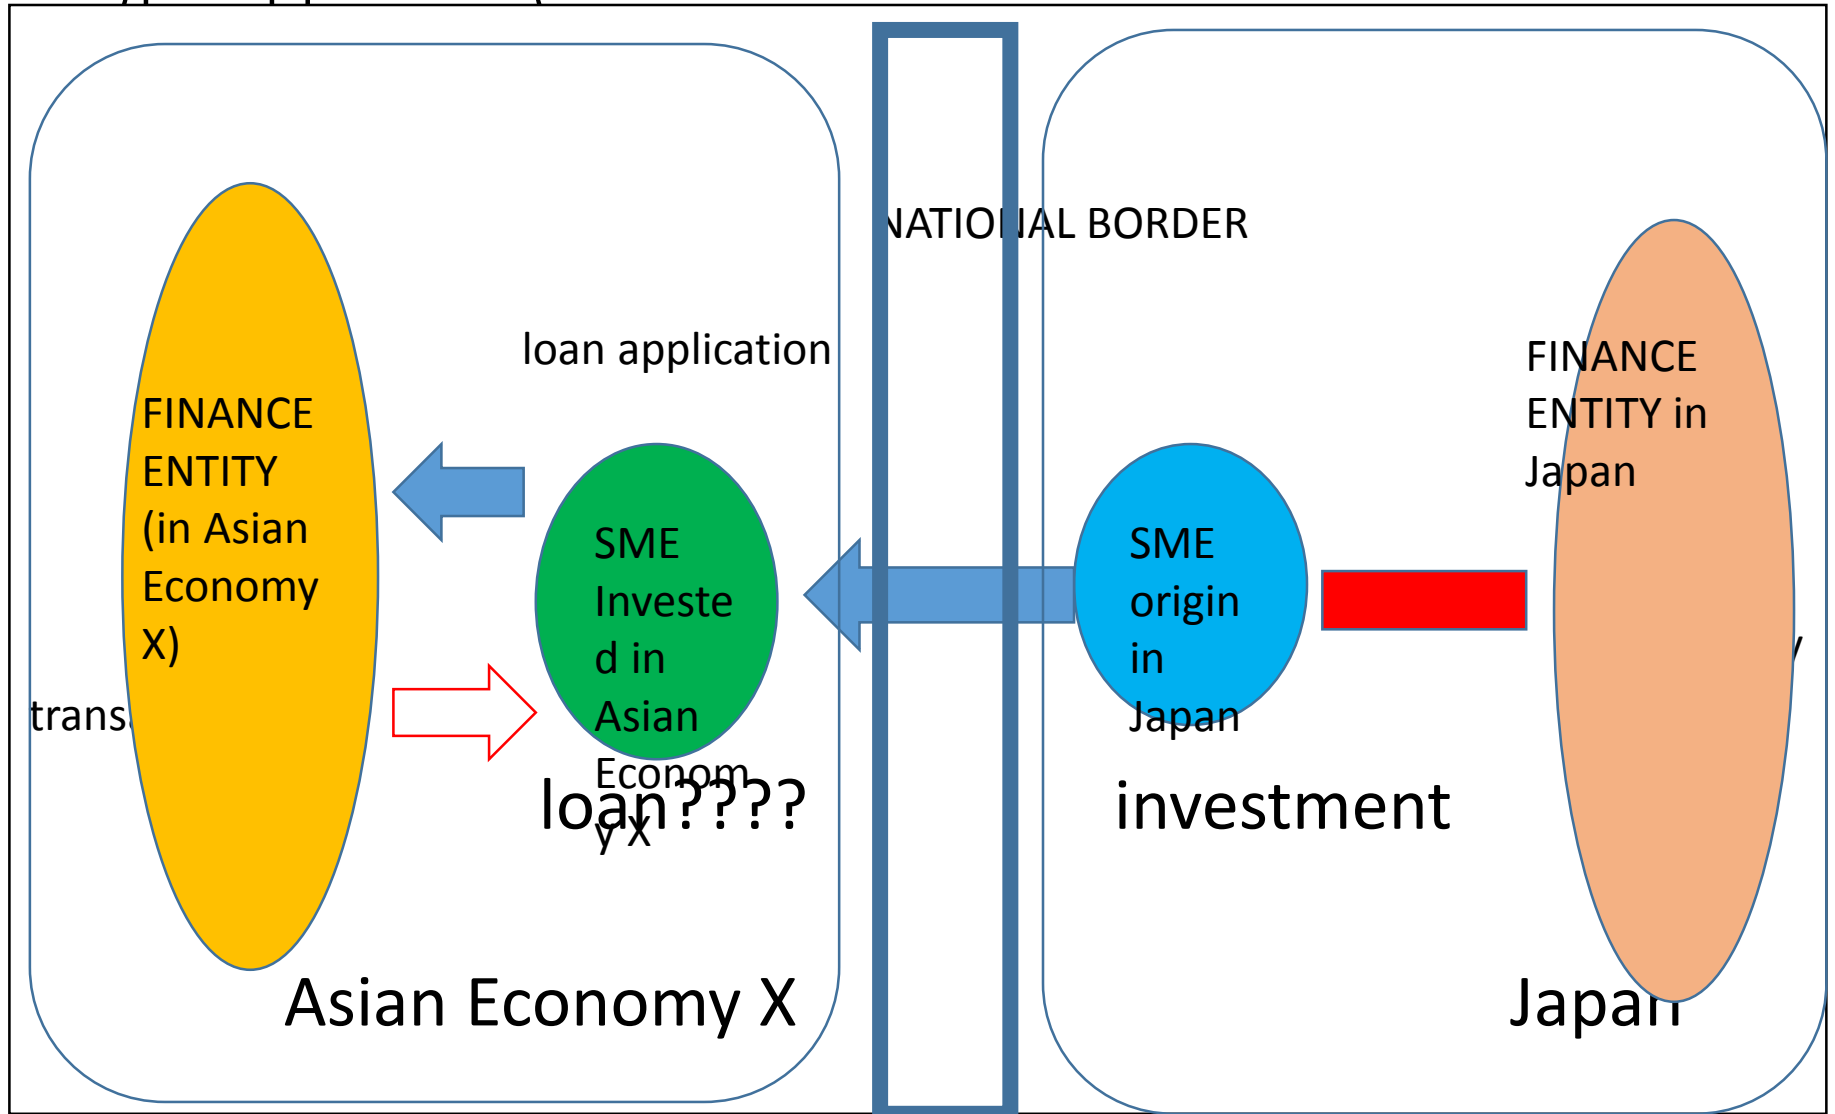 NATIONAL BORDER
loan application
FINANCE
ENTITY
(in Asian
Economy
X)
SME
Investe
d in
Asian
Econom
y X
SME
origin
in
Japan
FINANCE
ENTITY in
Japan
loan????
investment
Asian Economy X
Japan